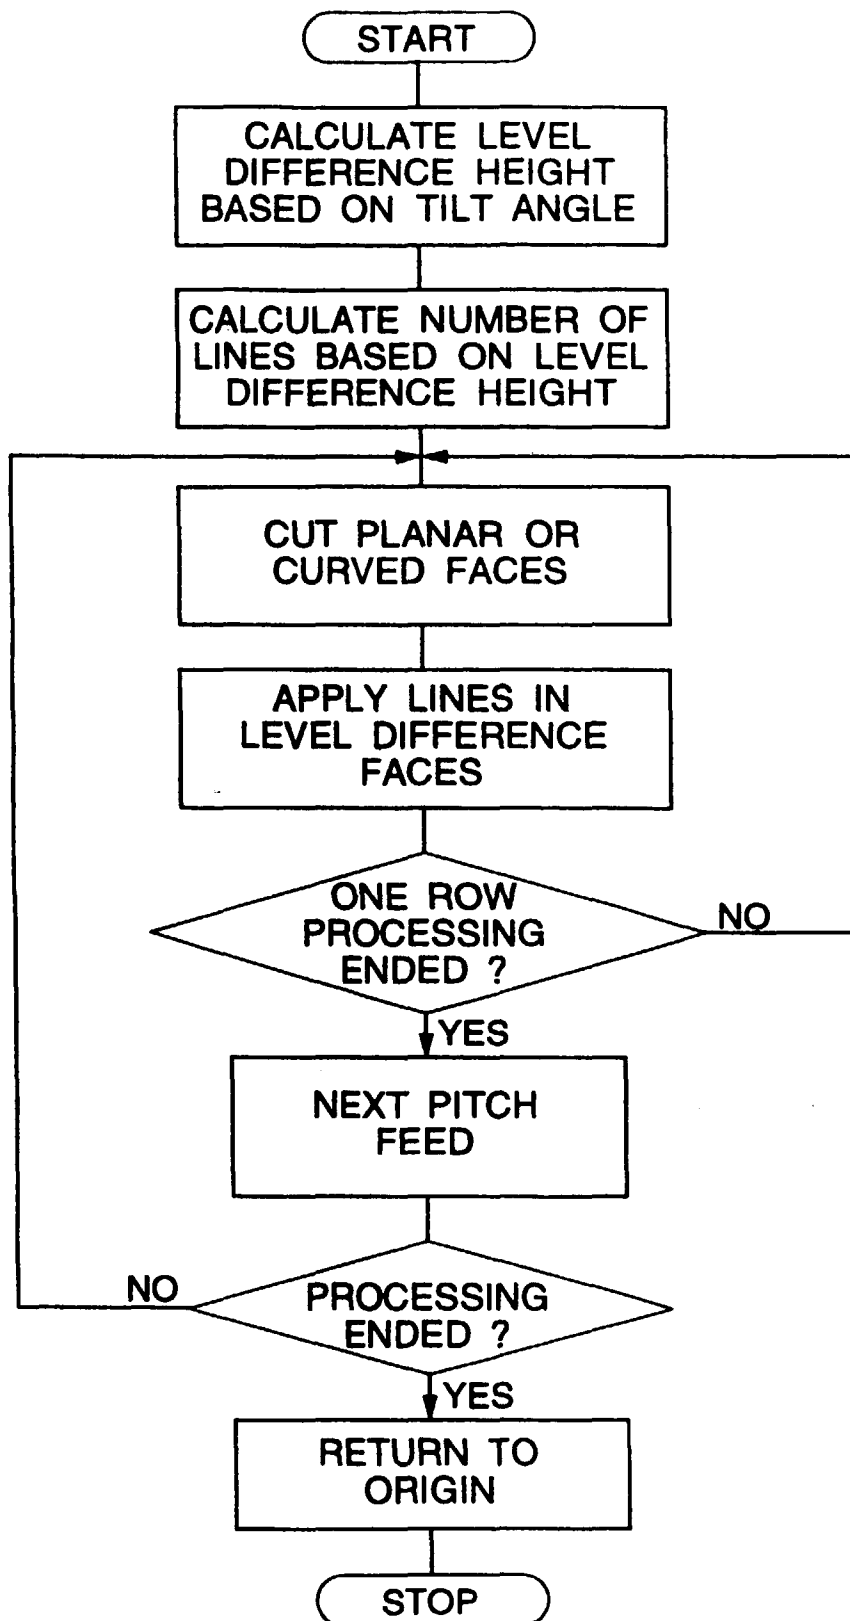 START
CALCULATE LEVEL
DIFFERENCE HEIGHT
BASED ON TILT ANGLE
CALCULATE NUMBER OF
LINES BASED ON LEVEL
DIFFERENCE HEIGHT
CUT PLANAR OR
CURVED FACES
APPLY LINES IN
LEVEL DIFFERENCE
FACES
ONE ROW
PROCESSING
ENDED ?
NO
YES
NEXT PITCH
FEED
NO
PROCESSING
ENDED ?
YES
RETURN TO
ORIGIN
STOP